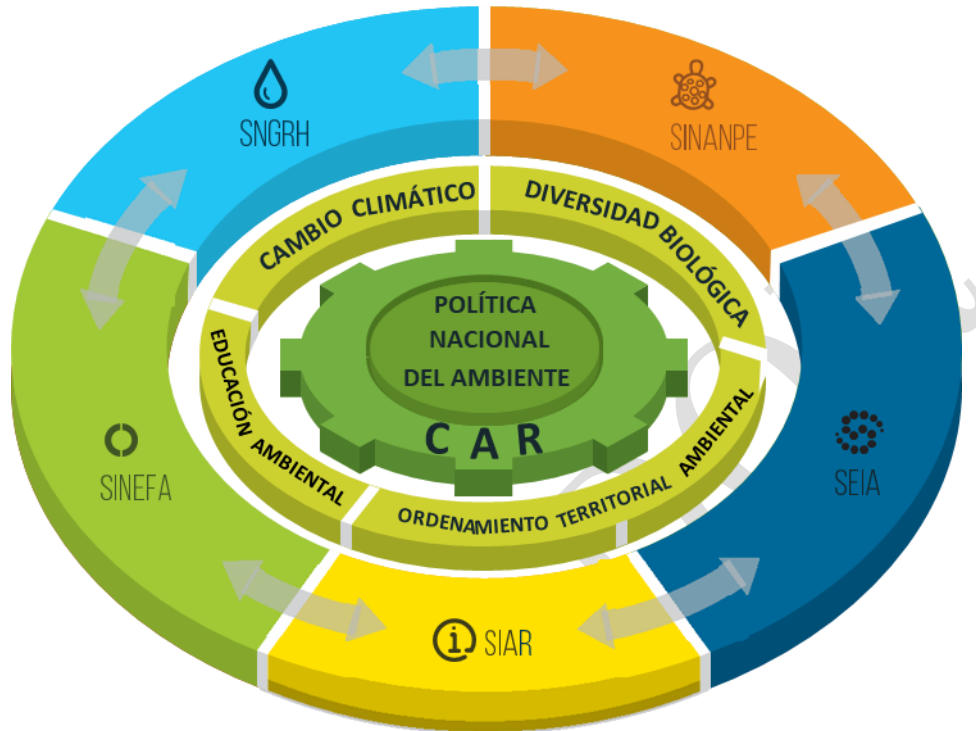 SNGRH
SINANPE
CAMBIO CLIMÁTICO
DIVERSIDAD BIOLÓGICA
POLÍTICA
NACIONAL
DEL AMBIENTE
CAR
EDUCACIÓN AMBIENTAL
ORDENAMIENTO TERRITORIAL AMBIENTAL
SINEFA
SEIA
SIAR